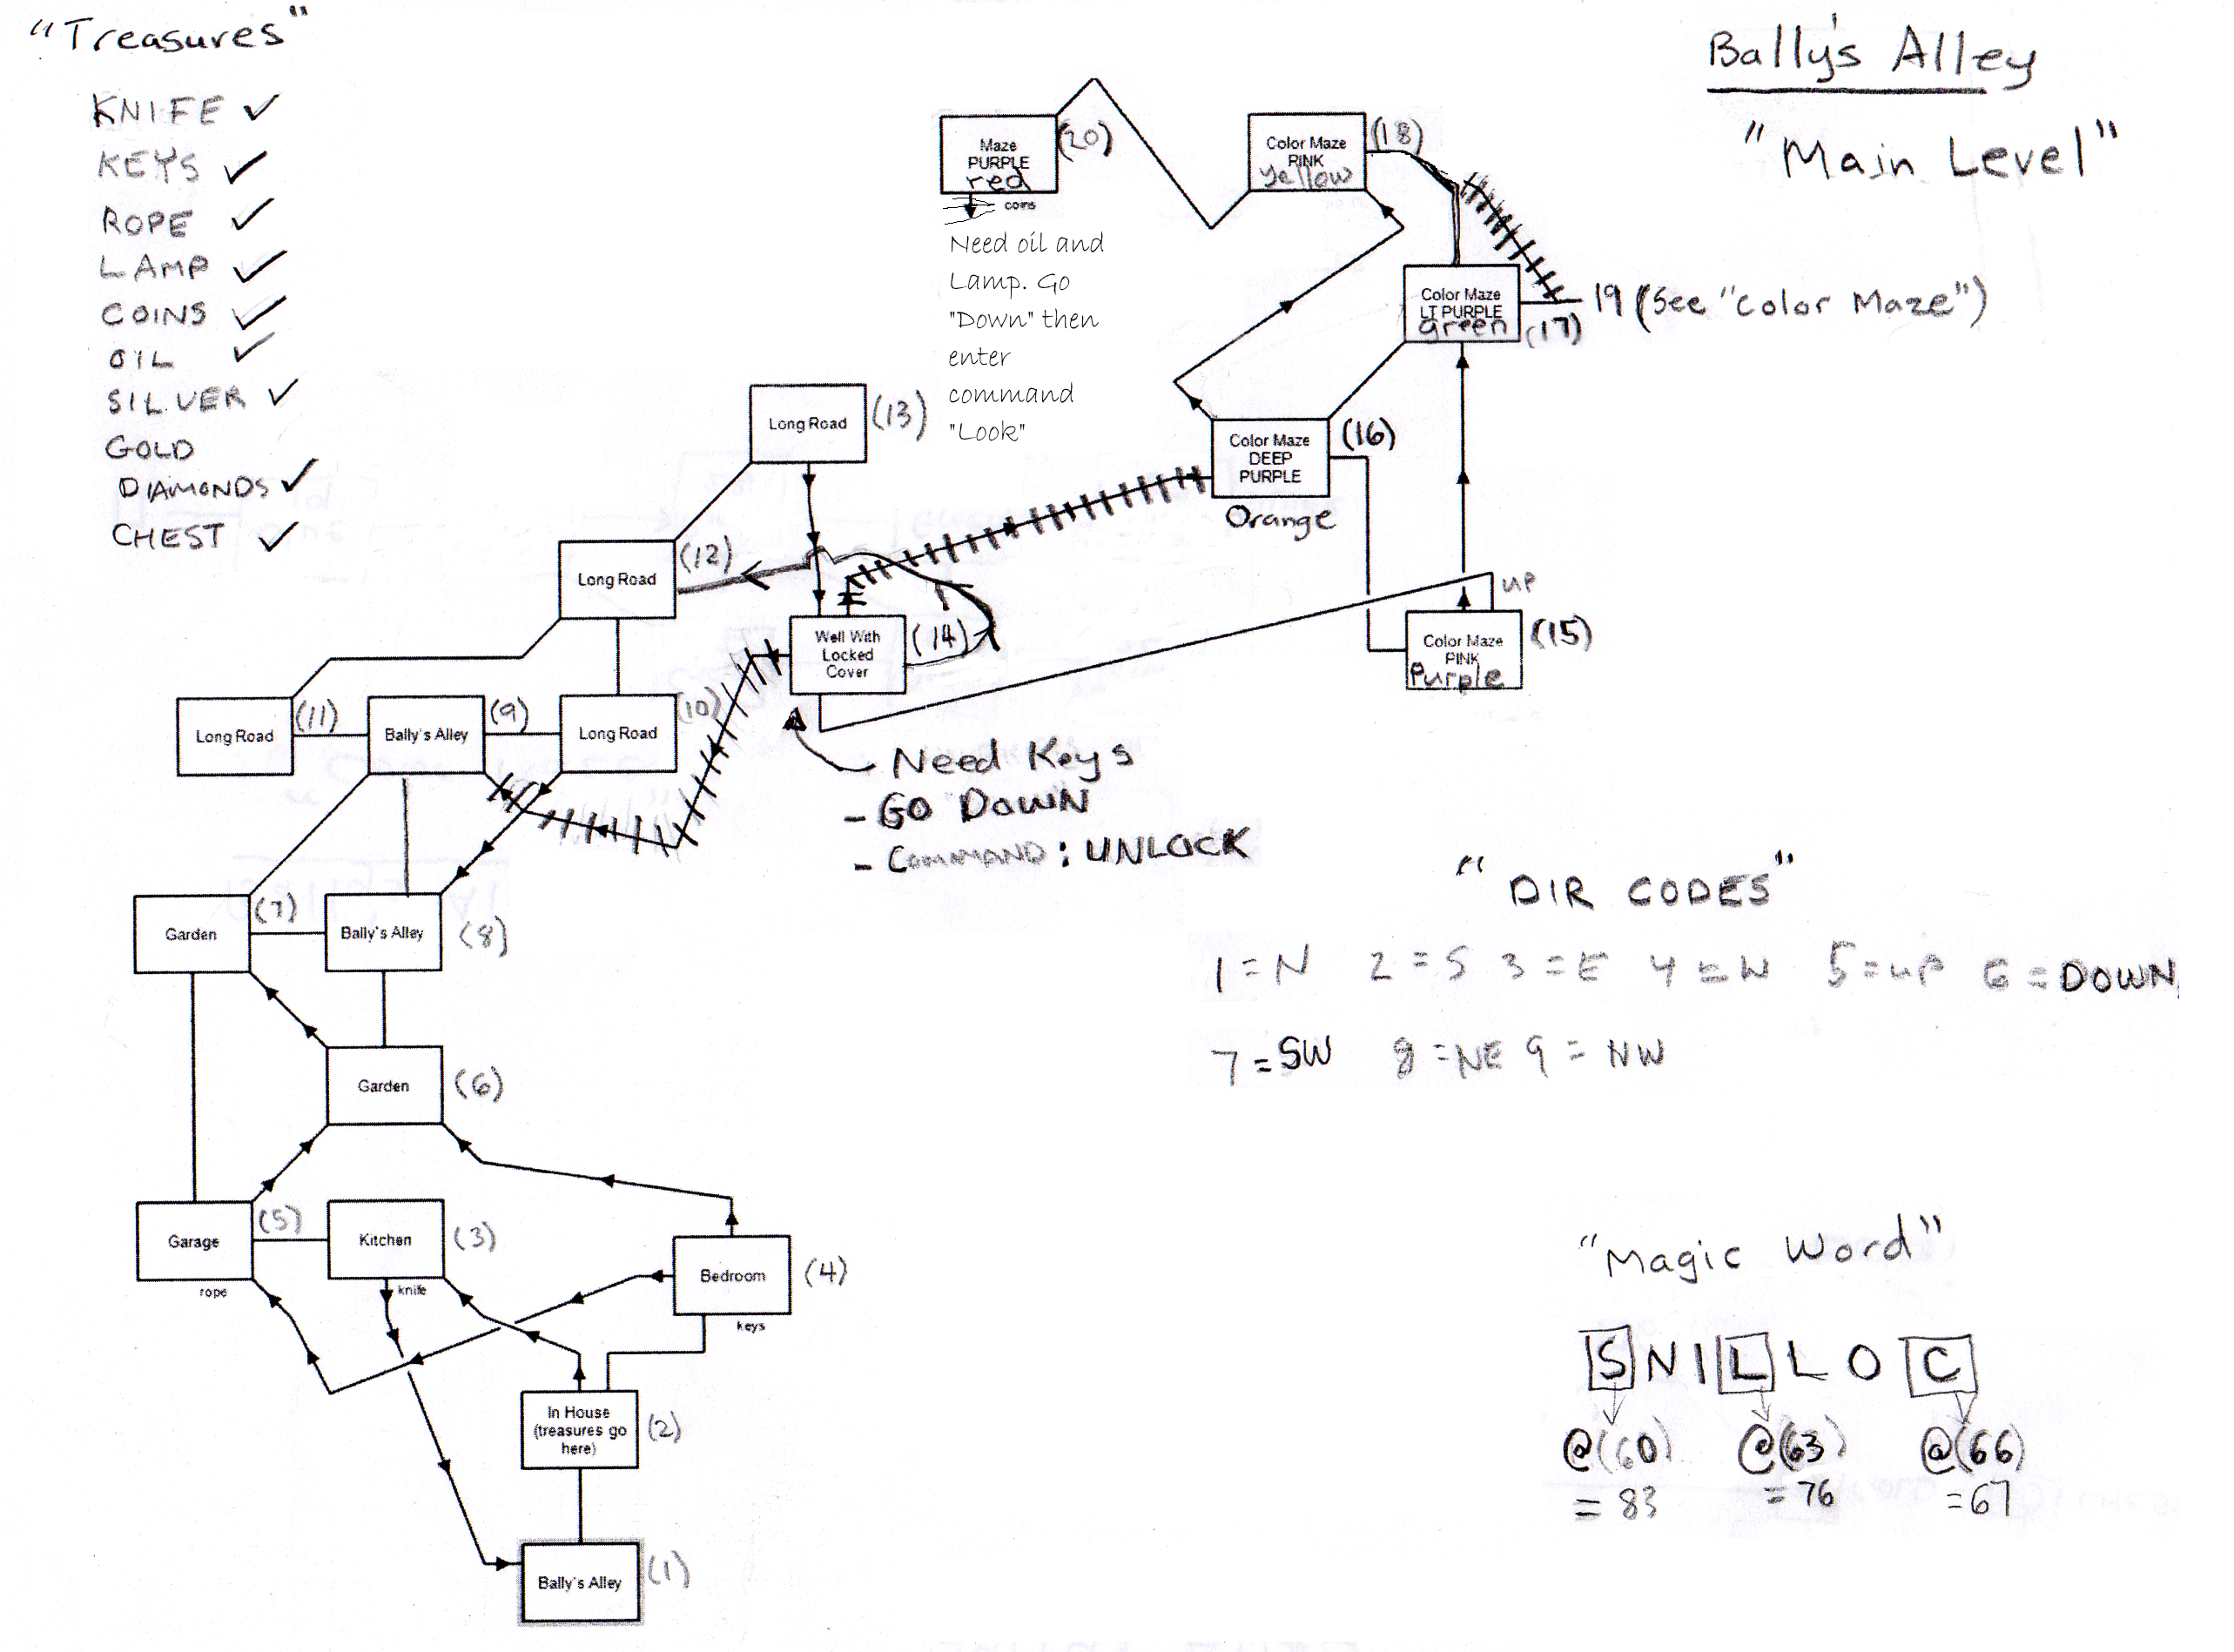 "Treasures"
KNIFE ✓
KEYS ✓
ROPE ✓
LAMP ✓
COINS ✓
OIL ✓
SILVER ✓
GOLD
DIAMONDS ✓
CHEST ✓
Bally's Alley
"Main Level"
Maze
PURPLE
red
(20)
coins
Need oil and
Lamp. Go
"Down" then
enter
command
"Look"
Color Maze
PINK
yellow
(18)
Color Maze
LT PURPLE
green
(17)
19 (See "Color Maze")
Long Road
(13)
Color Maze
DEEP
PURPLE
(16)
Orange
Long Road
(12)
Well With
Locked
Cover
(14)
up
Color Maze
PINK
Purple
(15)
Long Road
(11)
Bally's Alley
(9)
Long Road
(10)
Need Keys
- GO DOWN
- COMMAND: UNLOCK
Garden
(7)
Bally's Alley
(8)
"DIR CODES"
1=N 2=S 3=E 4=W 5=up 6=DOWN
7=SW 8=NE 9=NW
Garden
(6)
Garage
(5)
rope
Kitchen
(3)
knife
Bedroom
(4)
keys
In House
(treasures go
here)
(2)
Bally's Alley
(1)
"Magic Word"
SNILLOC
@(60) @(63) @(66)
=83 =76 =67